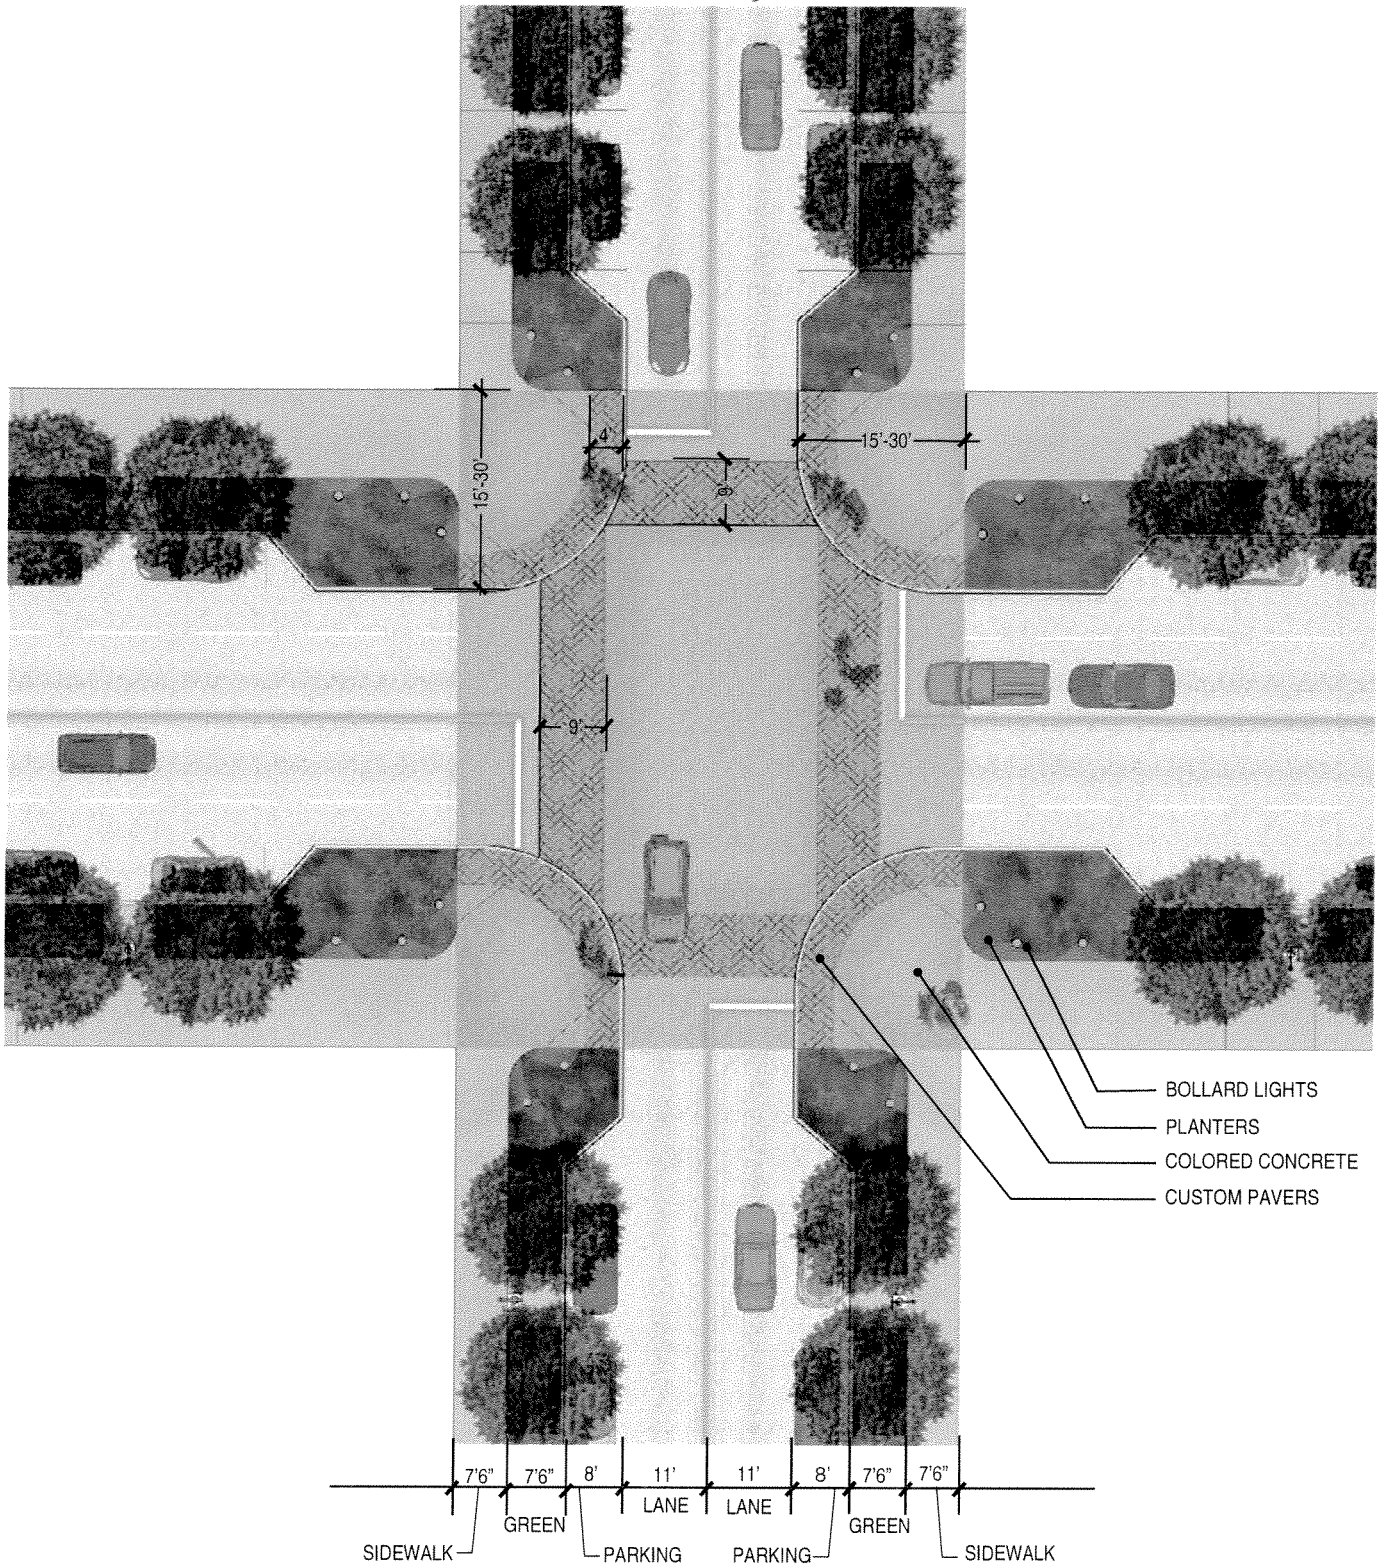 4'
15'-30'
15'-30'
9'
9'
BOLLARD LIGHTS
PLANTERS
COLORED CONCRETE
CUSTOM PAVERS
7'6" 7'6" 8' 11' 11' 8' 7'6" 7'6"
LANE LANE
GREEN GREEN
SIDEWALK PARKING PARKING SIDEWALK